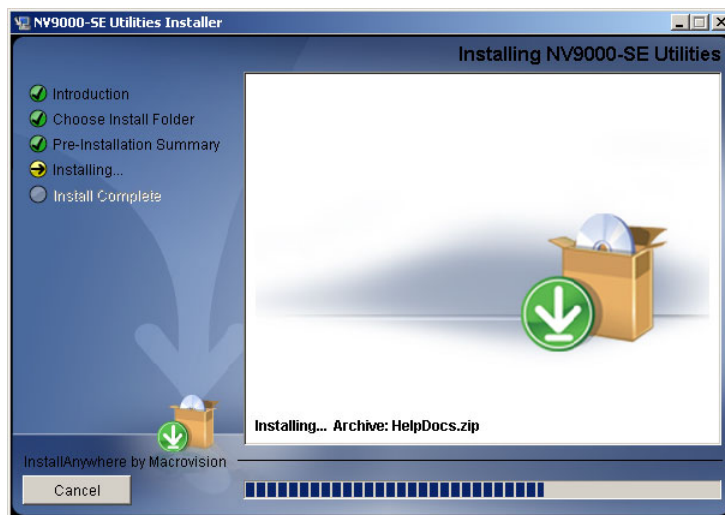 NV9000-SE Utilities Installer
Installing NV9000-SE Utilities
Introduction
Choose Install Folder
Pre-Installation Summary
Installing...
Install Complete
Installing... Archive: HelpDocs.zip
InstallAnywhere by Macrovision
Cancel